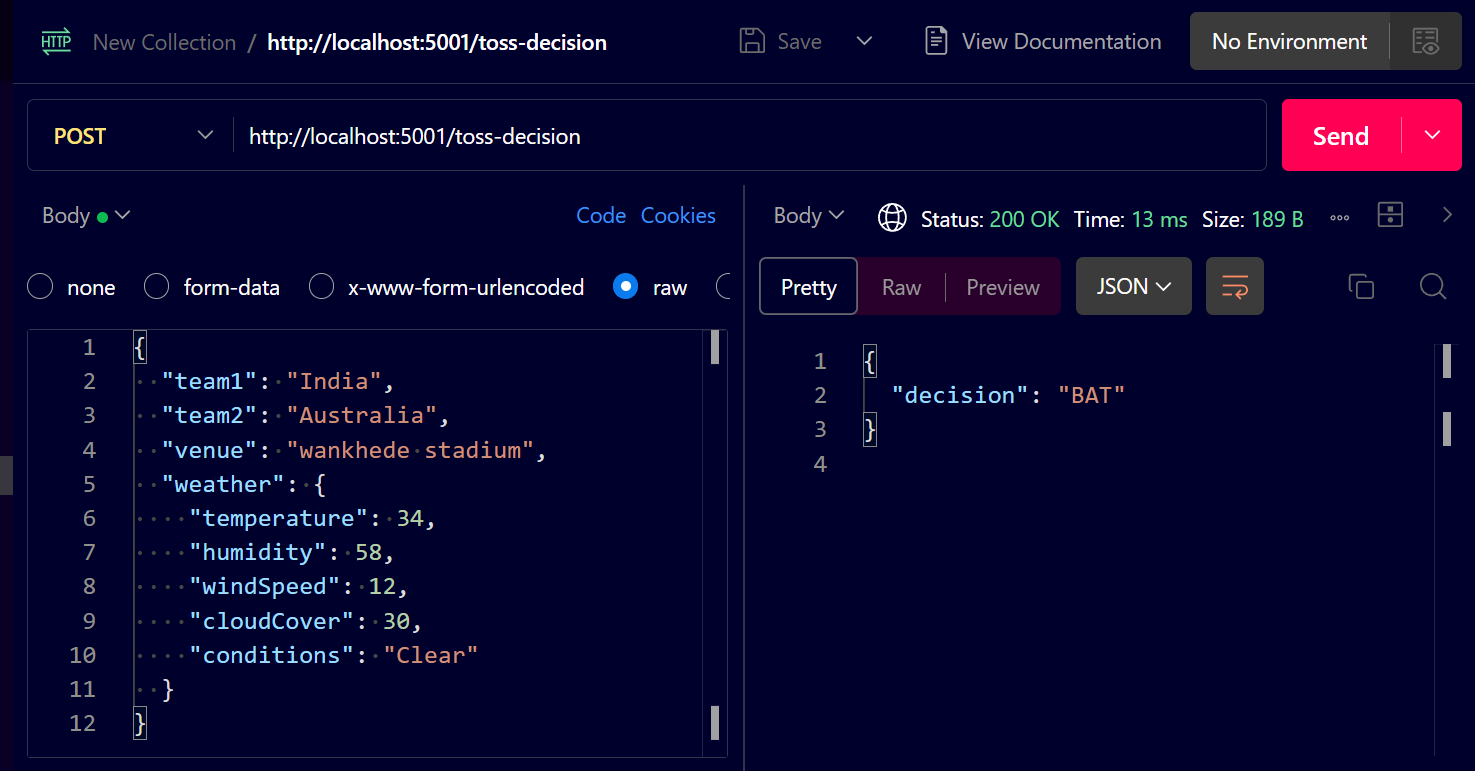 HTTP New Collection / http://localhost:5001/toss-decision Save View Documentation No Environment
POST http://localhost:5001/toss-decision Send
Body Code Cookies
none form-data x-www-form-urlencoded raw
1 {
2 "team1": "India",
3 "team2": "Australia",
4 "venue": "wankhede stadium",
5 "weather": {
6 "temperature": 34,
7 "humidity": 58,
8 "windSpeed": 12,
9 "cloudCover": 30,
10 "conditions": "Clear"
11 }
12 }
Body Status: 200 OK Time: 13 ms Size: 189 B
Pretty Raw Preview JSON
1 {
2 "decision": "BAT"
3 }
4